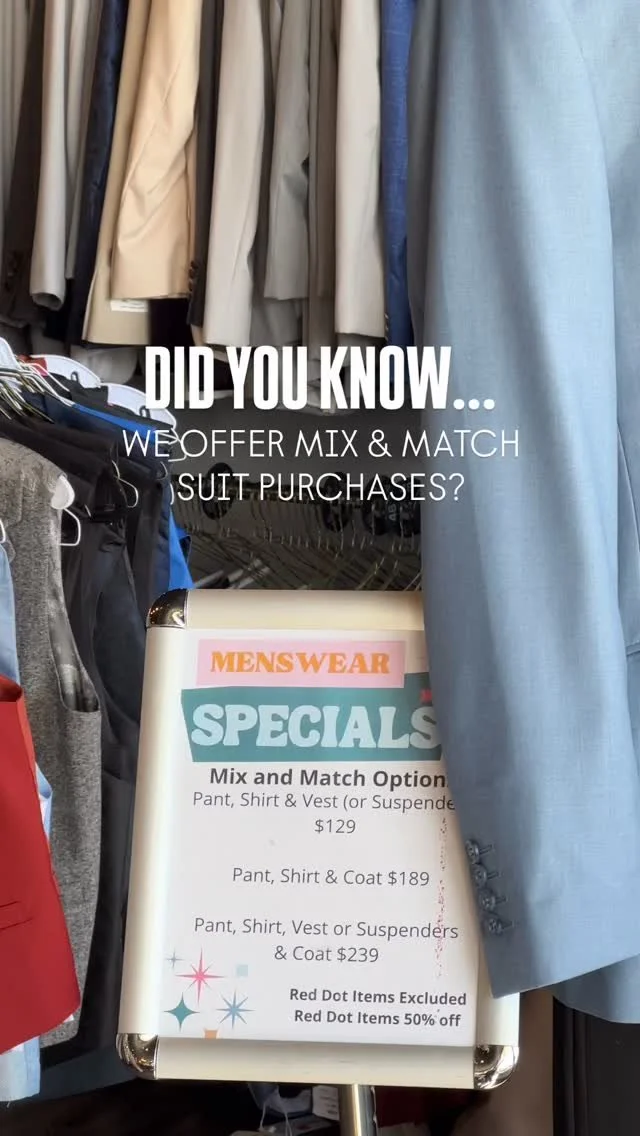 DID YOU KNOW...
WE OFFER MIX & MATCH
SUIT PURCHASES?
MENSWEAR
SPECIALS
Mix and Match Option
Pant, Shirt & Vest (or Suspende
$129
Pant, Shirt & Coat $189
Pant, Shirt, Vest or Suspenders
& Coat $239
Red Dot Items Excluded
Red Dot Items 50% off